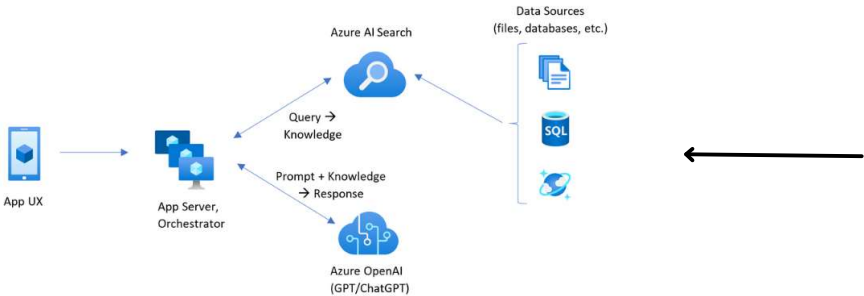 Data Sources
(files, databases, etc.)
Azure AI Search
SQL
Query →
Knowledge
Prompt + Knowledge
→ Response
App UX
App Server,
Orchestrator
Azure OpenAI
(GPT/ChatGPT)